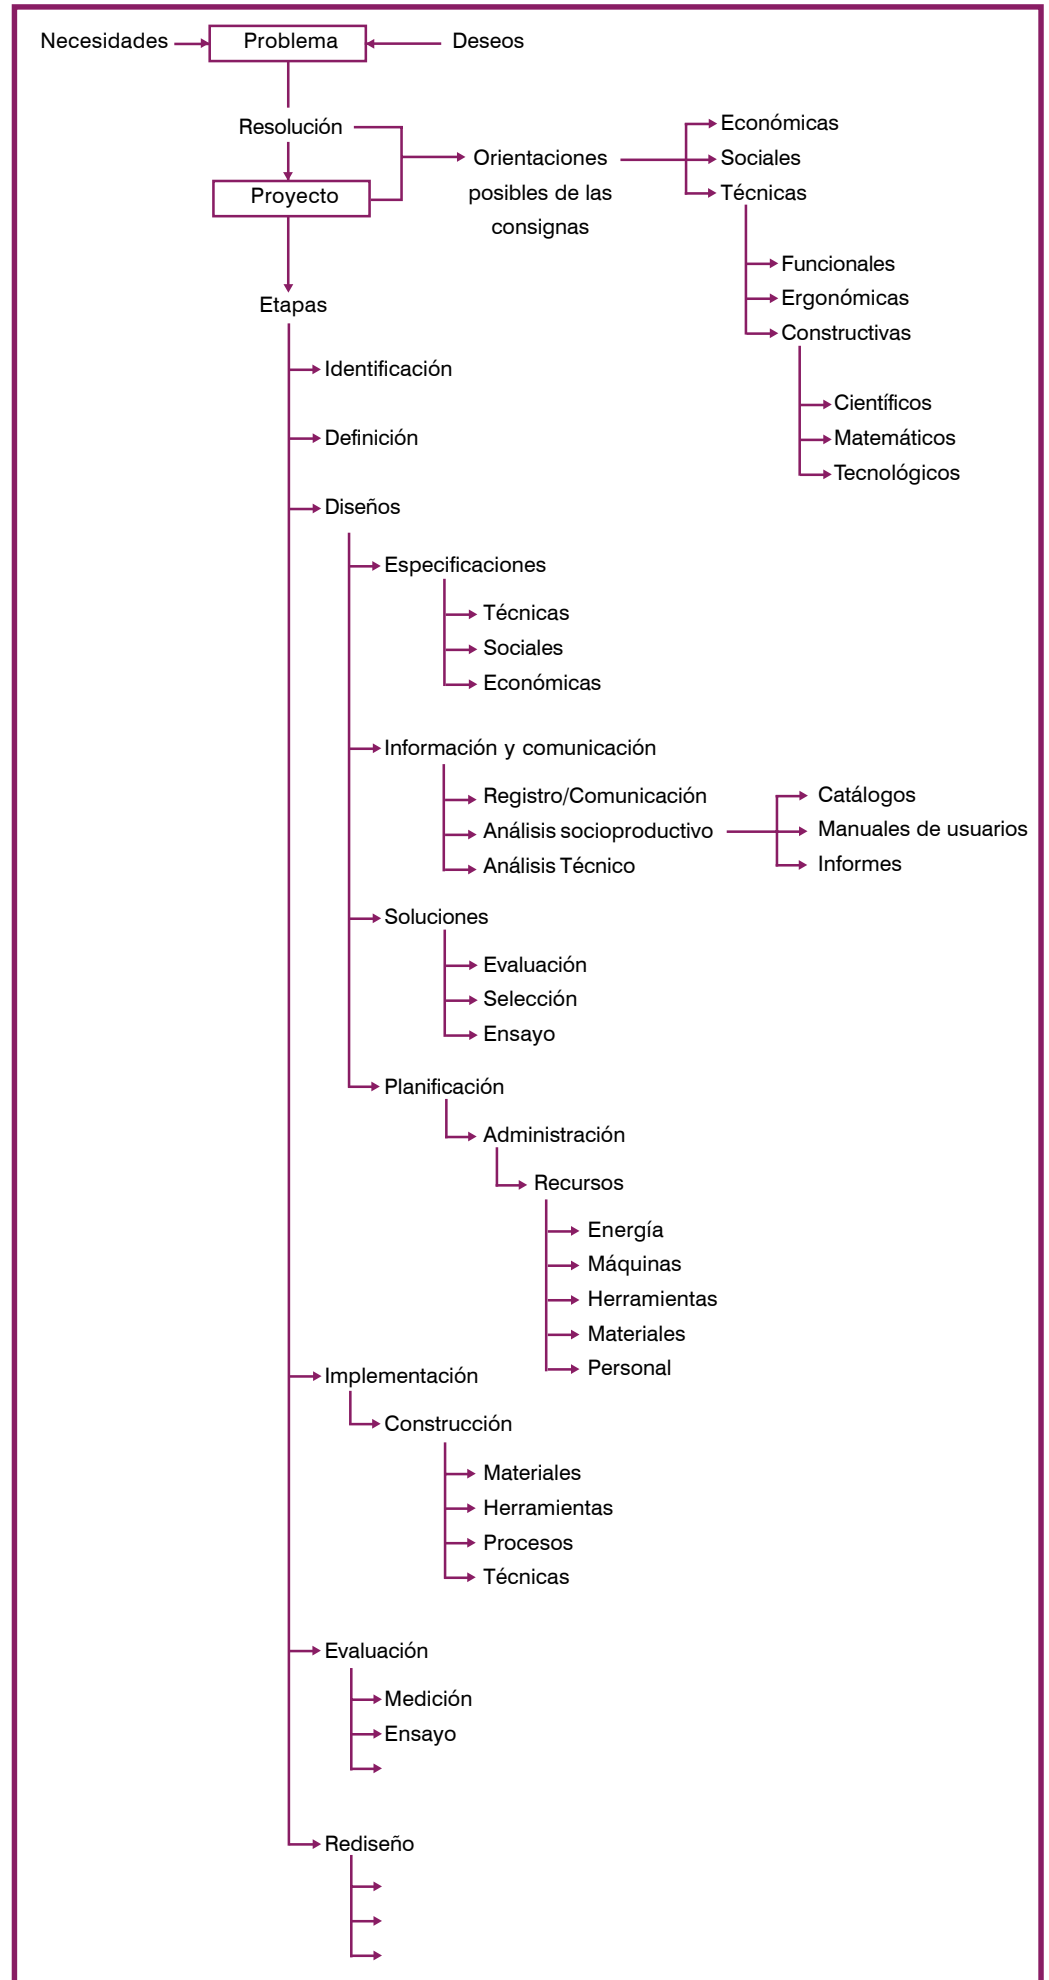 Necesidades
Problema
Deseos
Resolución
Proyecto
Orientaciones
posibles de las
consignas
Económicas
Sociales
Técnicas
Funcionales
Ergonómicas
Constructivas
Científicos
Matemáticos
Tecnológicos
Etapas
Identificación
Definición
Diseños
Especificaciones
Técnicas
Sociales
Económicas
Información y comunicación
Registro/Comunicación
Análisis socioproductivo
Análisis Técnico
Catálogos
Manuales de usuarios
Informes
Soluciones
Evaluación
Selección
Ensayo
Planificación
Administración
Recursos
Energía
Máquinas
Herramientas
Materiales
Personal
Implementación
Construcción
Materiales
Herramientas
Procesos
Técnicas
Evaluación
Medición
Ensayo
Rediseño